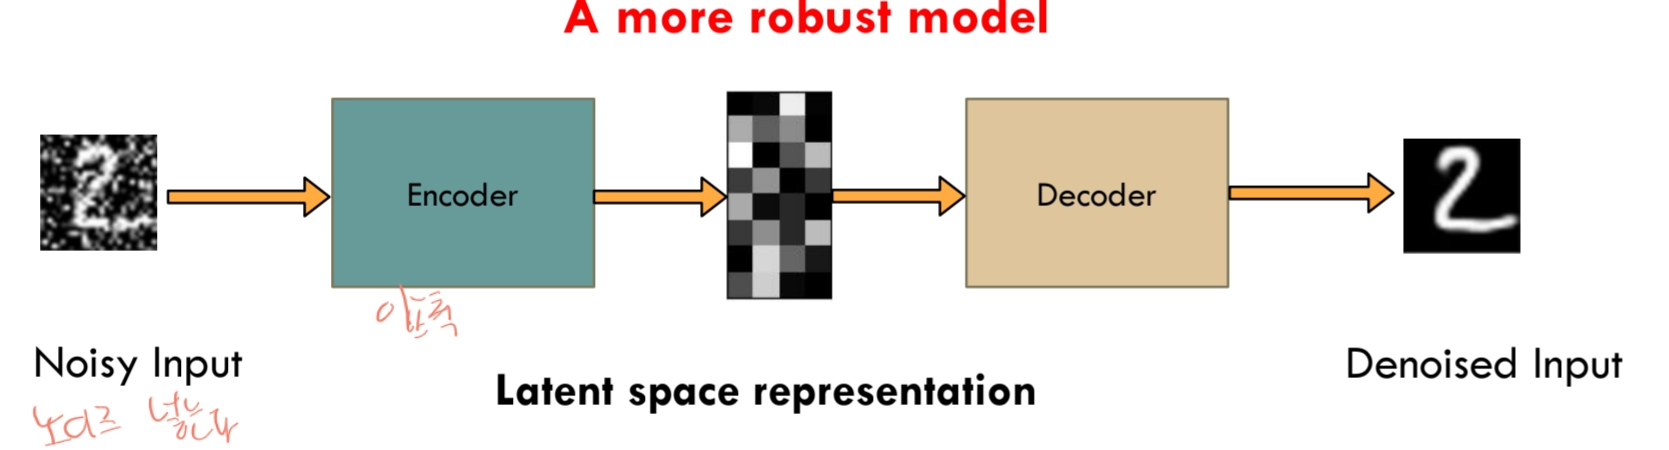 A more robust model
Encoder
Decoder
압축
Noisy Input
Denoised Input
Latent space representation
노이즈 넣는다